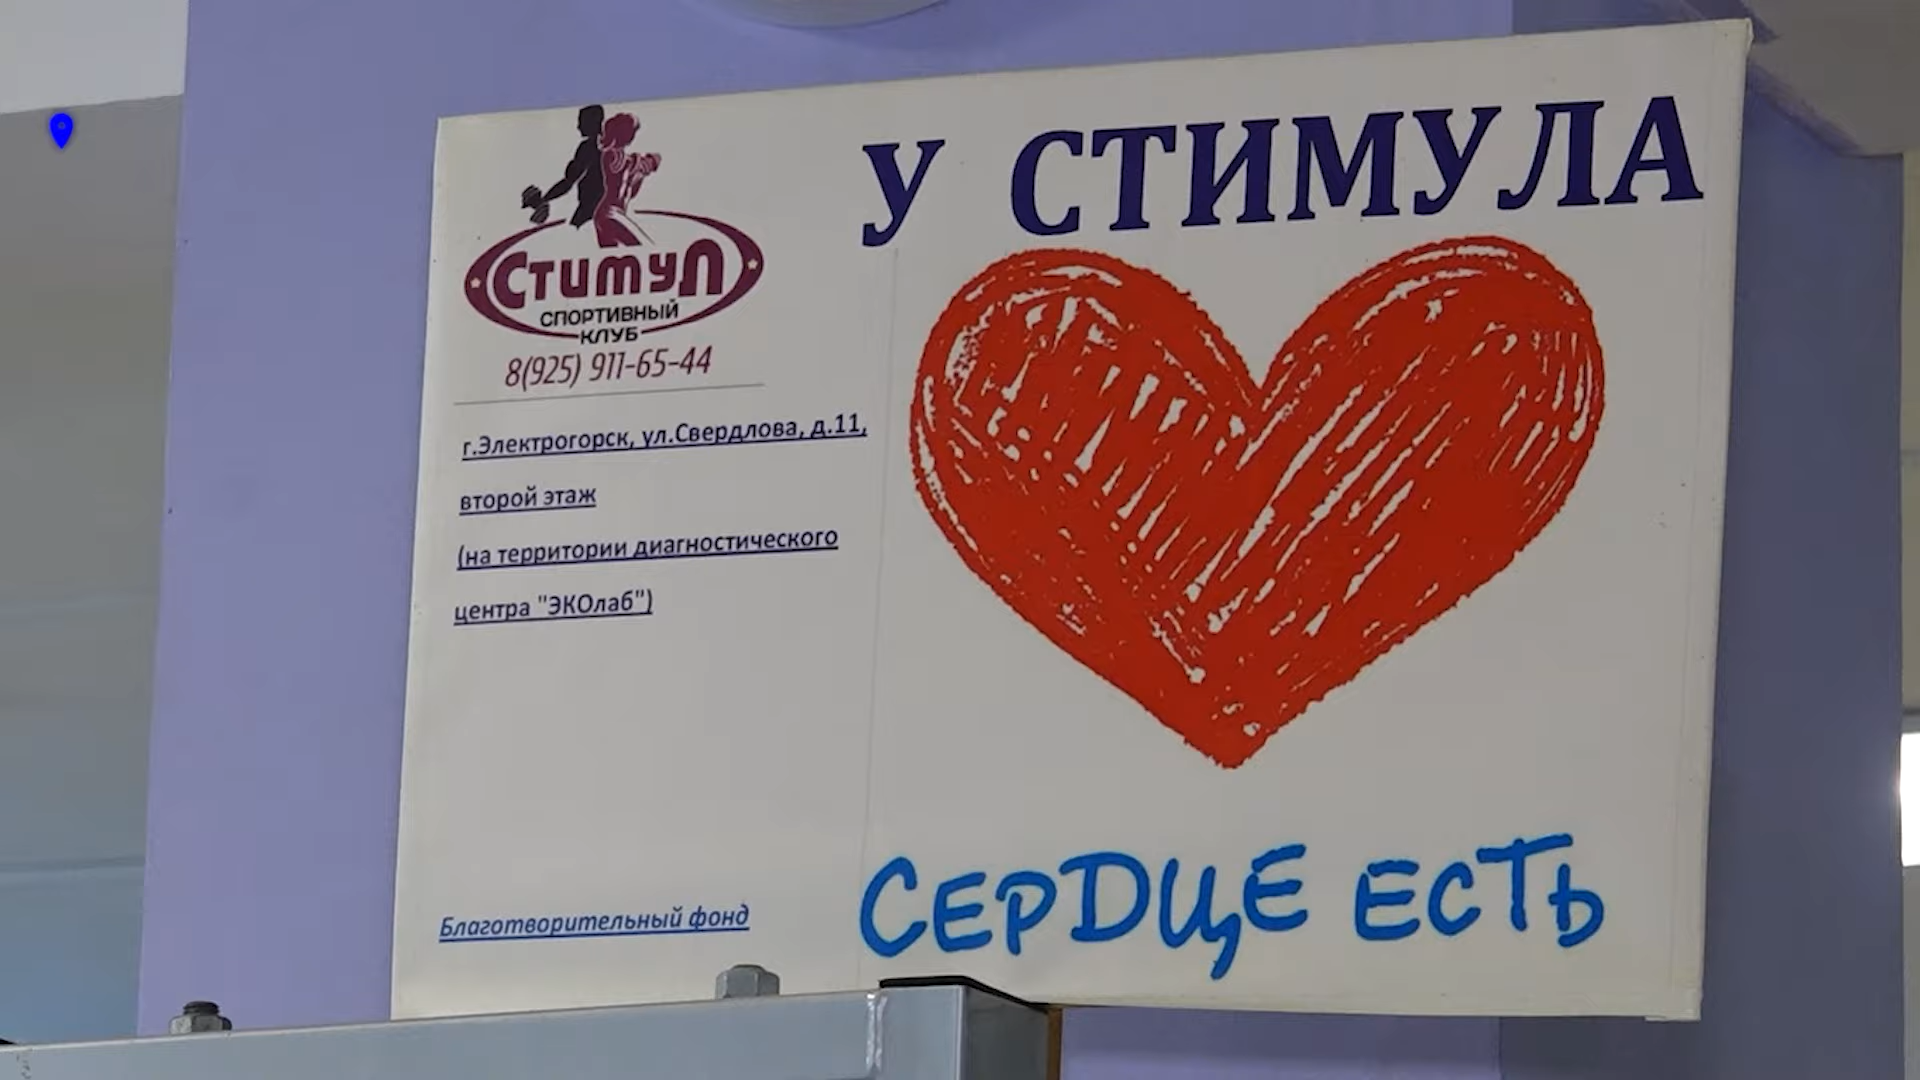 Стимул
СПОРТИВНЫЙ
КЛУБ
8(925) 911-65-44
г.Электрогорск, ул.Свердлова, д.11,
второй этаж
(на территории диагностического
центра "ЭКОлаб")
Благотворительный фонд
У СТИМУЛА
СЕРДЦЕ ЕСТЬ